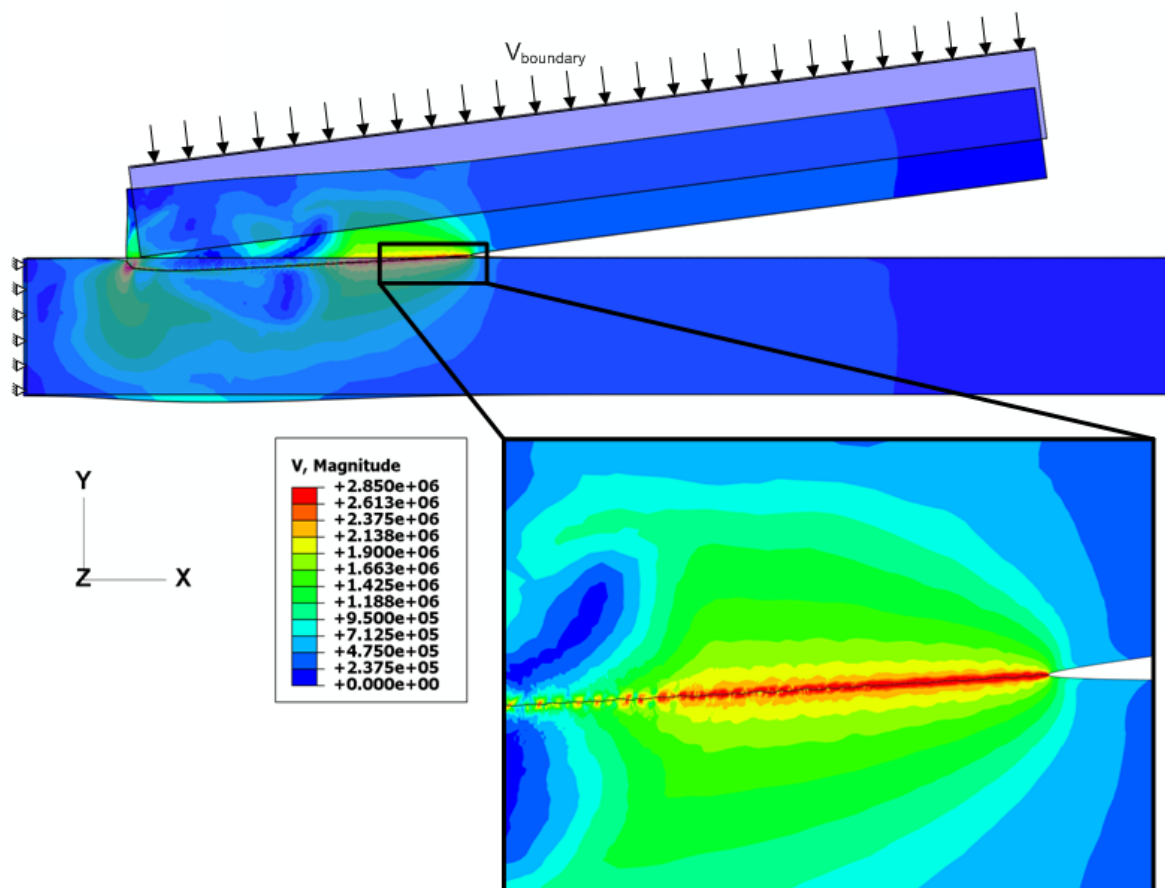 Vboundary
V, Magnitude
+2.850e+06
+2.613e+06
+2.375e+06
+2.138e+06
+1.900e+06
+1.663e+06
+1.425e+06
+1.188e+06
+9.500e+05
+7.125e+05
+4.750e+05
+2.375e+05
+0.000e+00
Y
Z X